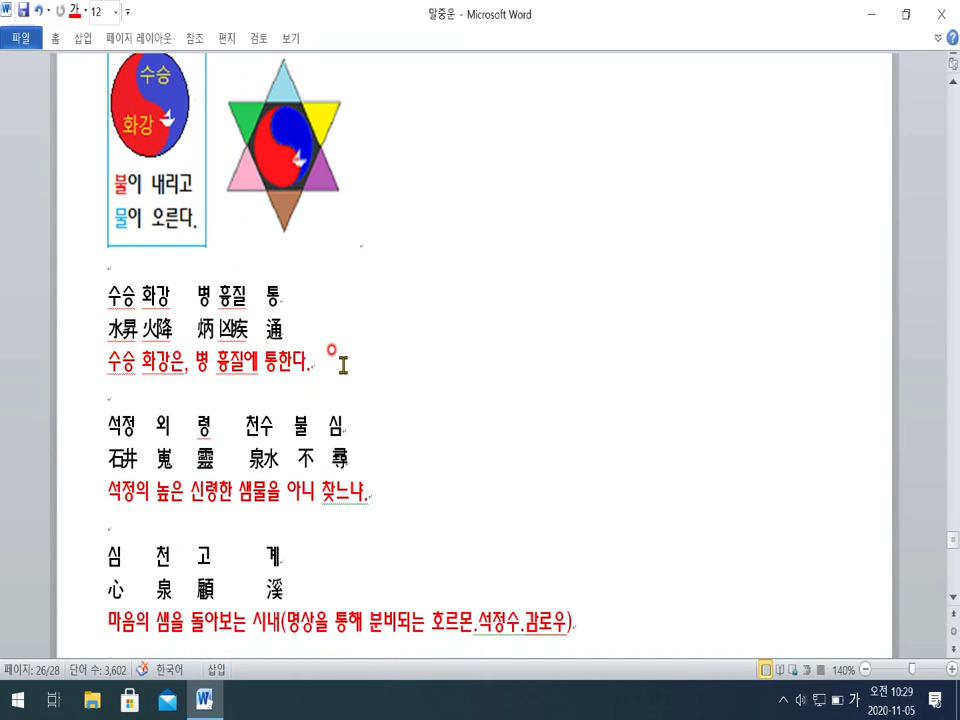 말중운 - Microsoft Word
가 12
파일 홈 삽입 페이지 레이아웃 참조 편지 검토 보기
수승
화강
불이 내리고
물이 오른다.
수승 화강 병 흉질 통
水昇 火降 炳 凶疾 通
수승 화강은, 병 흉질에 통한다.
석정 외 령 천수 불 심
石井 嵬 靈 泉水 不 尋
석정의 높은 신령한 샘물을 아니 찾느냐.
심 천 고 계
心 泉 顧 溪
마음의 샘을 돌아보는 시내(명상을 통해 분비되는 호르몬.석정수.감로우)
페이지: 26/28 단어 수: 3,602 한국어 삽입 140%
가 오전 10:29
2020-11-05